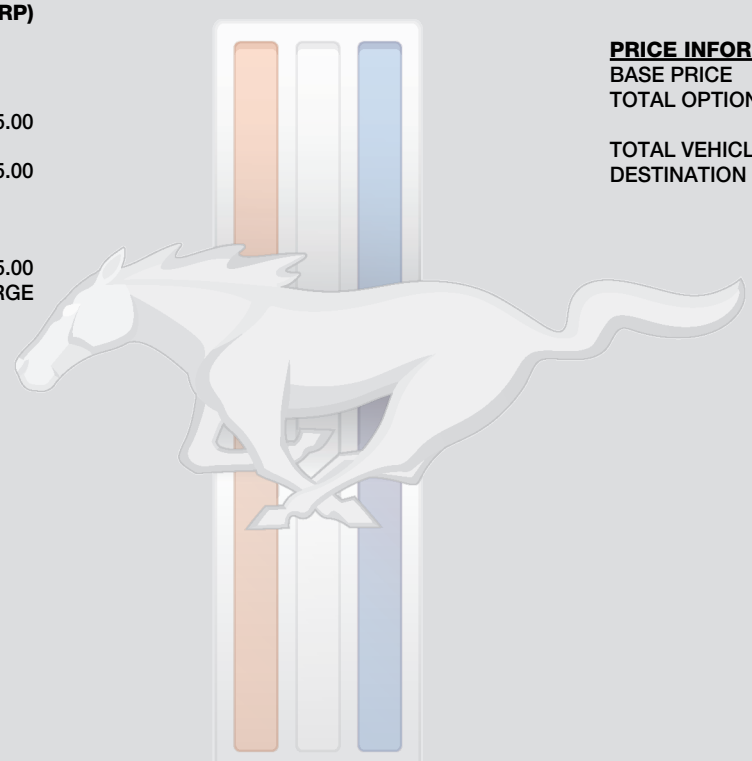 RP)
5.00
5.00
5.00
RGE
PRICE INFOR
BASE PRICE
TOTAL OPTION
TOTAL VEHICL
DESTINATION